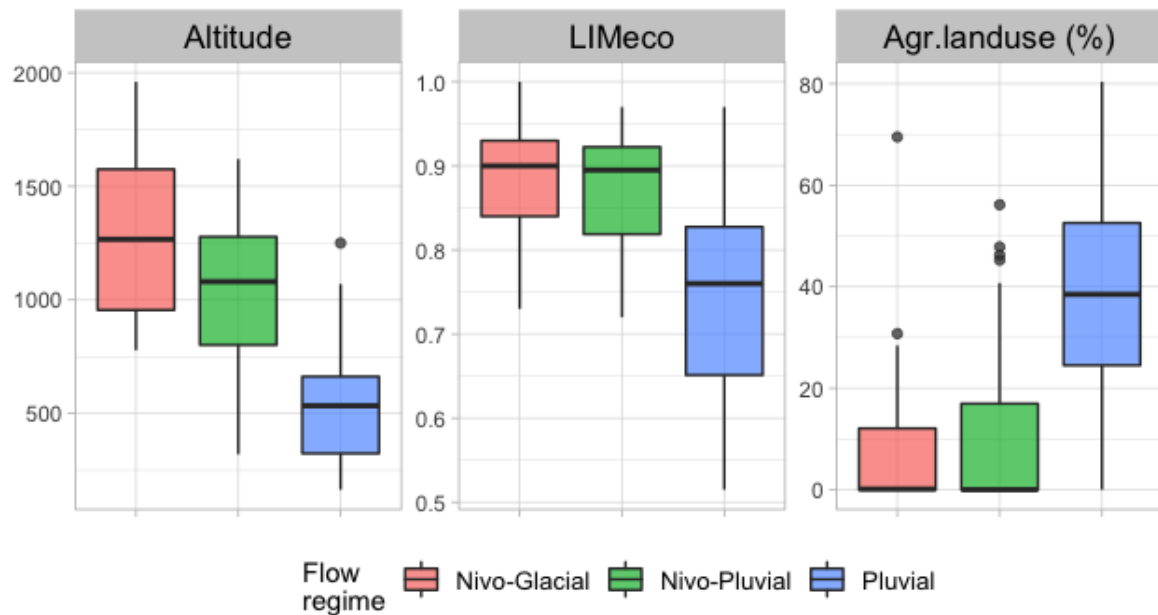 Altitude
LIMeco
Agr.landuse (%)
2000
1500
1000
500
1.0
0.9
0.8
0.7
0.6
0.5
80
60
40
20
0
Flow
regime
Nivo-Glacial
Nivo-Pluvial
Pluvial